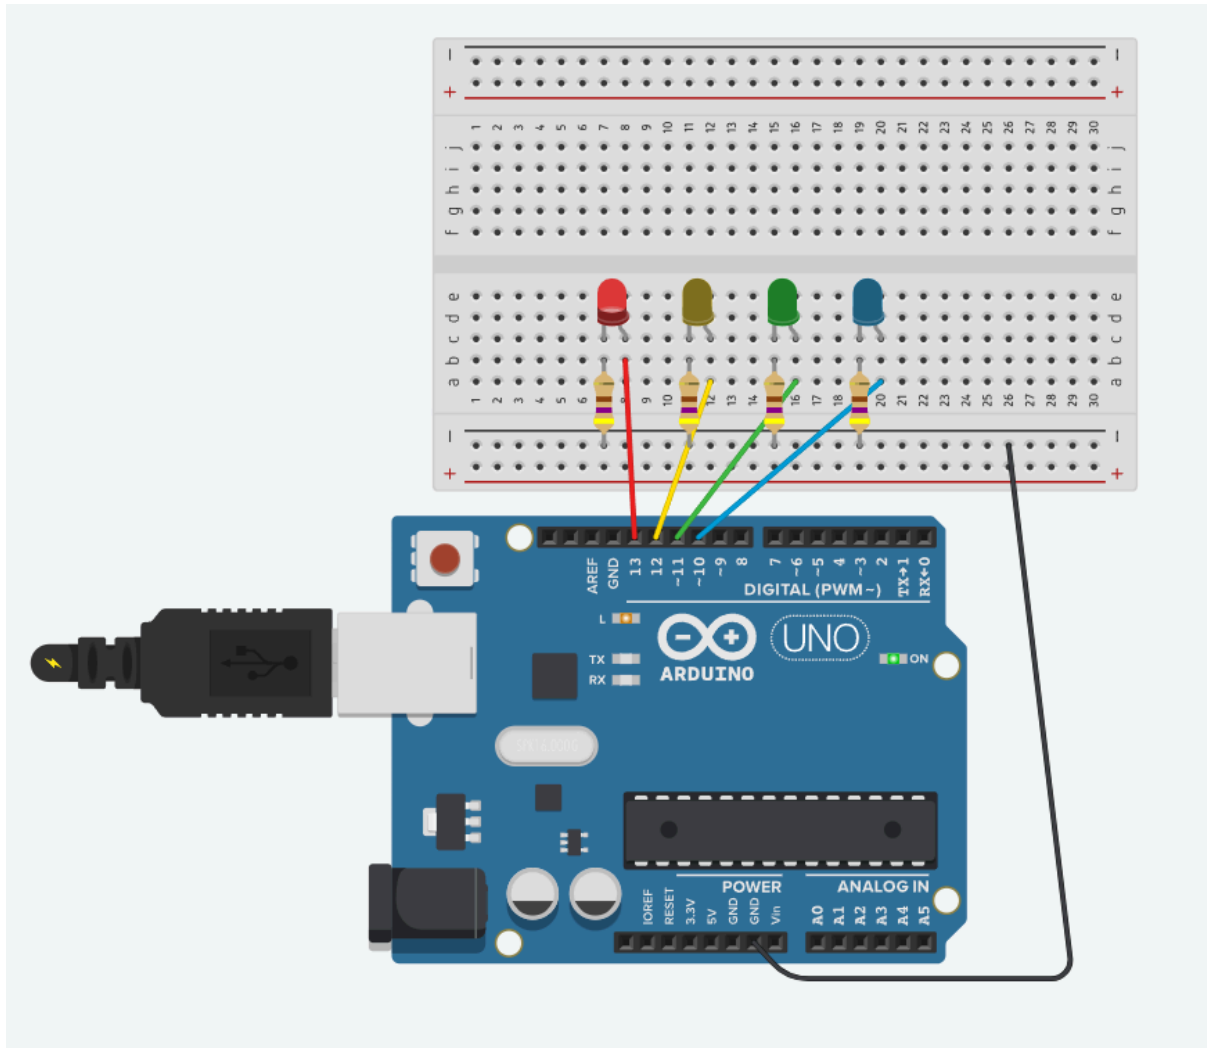 − −
+ +
1 2 3 4 5 6 7 8 9 10 11 12 13 14 15 16 17 18 19 20 21 22 23 24 25 26 27 28 29 30
j j
i i
h h
g g
f f
e e
d d
c c
b b
a a
1 2 3 4 5 6 7 8 9 10 11 12 13 14 15 16 17 18 19 20 21 22 23 24 25 26 27 28 29 30
− −
+ +
AREF GND 13 12 ~11 ~10 ~9 8 7 ~6 ~5 4 ~3 2 TX→1 RX←0
DIGITAL (PWM ~)
L
UNO
TX
ON
RX
ARDUINO
POWER ANALOG IN
IOREF RESET 3.3V 5V GND GND Vin A0 A1 A2 A3 A4 A5